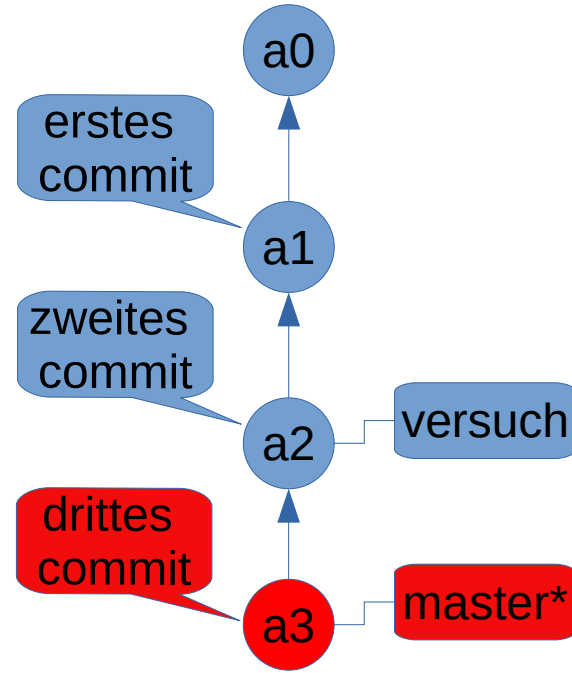 a0
erstes
commit
a1
zweites
commit
a2
versuch
drittes
commit
a3
master*